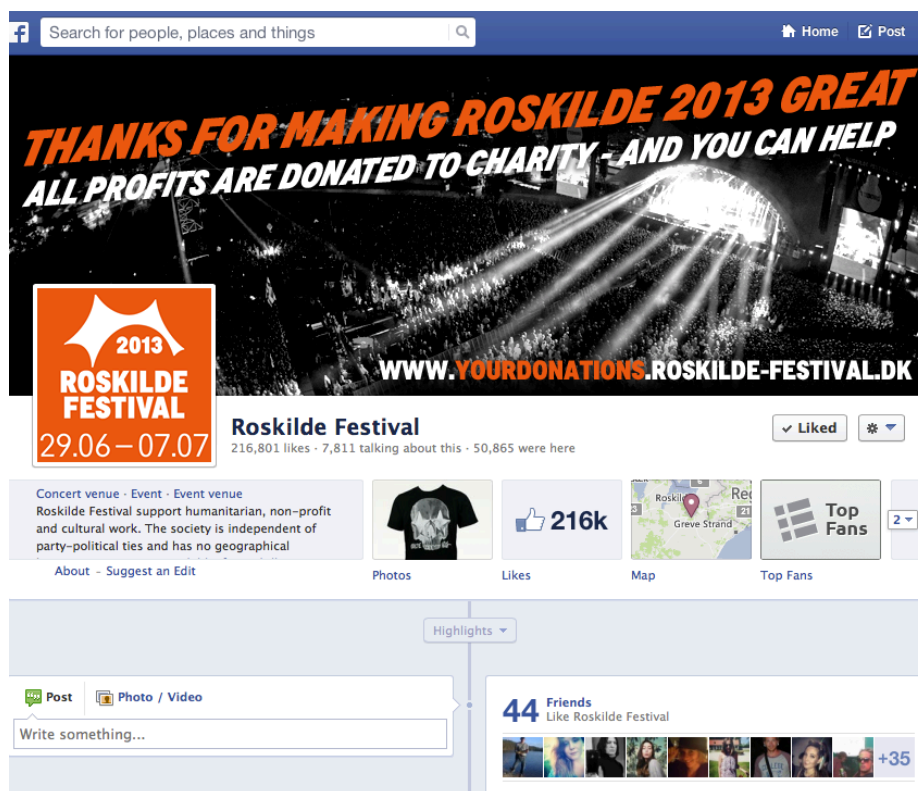 Search for people, places and things
Home
Post
THANKS FOR MAKING ROSKILDE 2013 GREAT
ALL PROFITS ARE DONATED TO CHARITY - AND YOU CAN HELP
WWW.YOURDONATIONS.ROSKILDE-FESTIVAL.DK
2013
ROSKILDE
FESTIVAL
29.06 – 07.07
Roskilde Festival
216,801 likes · 7,811 talking about this · 50,865 were here
Liked
Concert venue · Event · Event venue
Roskilde Festival support humanitarian, non-profit
and cultural work. The society is independent of
party-political ties and has no geographical
About - Suggest an Edit
Photos
216k
Likes
Roskil
Re
21
Greve Strand
Map
Top
Fans
Top Fans
2
Highlights
Post
Photo / Video
Write something...
44
Friends
Like Roskilde Festival
+35